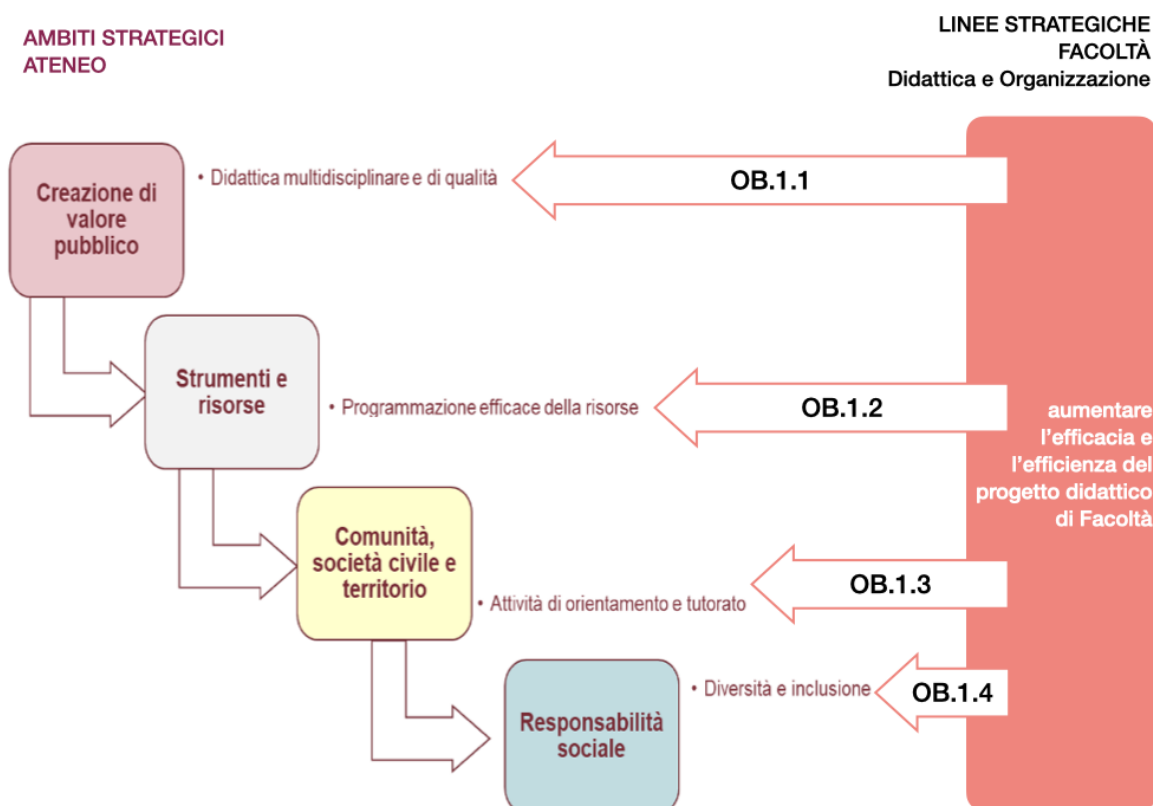 AMBITI STRATEGICI
ATENEO
LINEE STRATEGICHE
FACOLTÀ
Didattica e Organizzazione
Creazione di
valore
pubblico
• Didattica multidisciplinare e di qualità
OB.1.1
Strumenti e
risorse
• Programmazione efficace della risorse
OB.1.2
aumentare
l'efficacia e
l'efficienza del
progetto didattico
di Facoltà
Comunità,
società civile e
territorio
• Attività di orientamento e tutorato
OB.1.3
Responsabilità
sociale
• Diversità e inclusione
OB.1.4